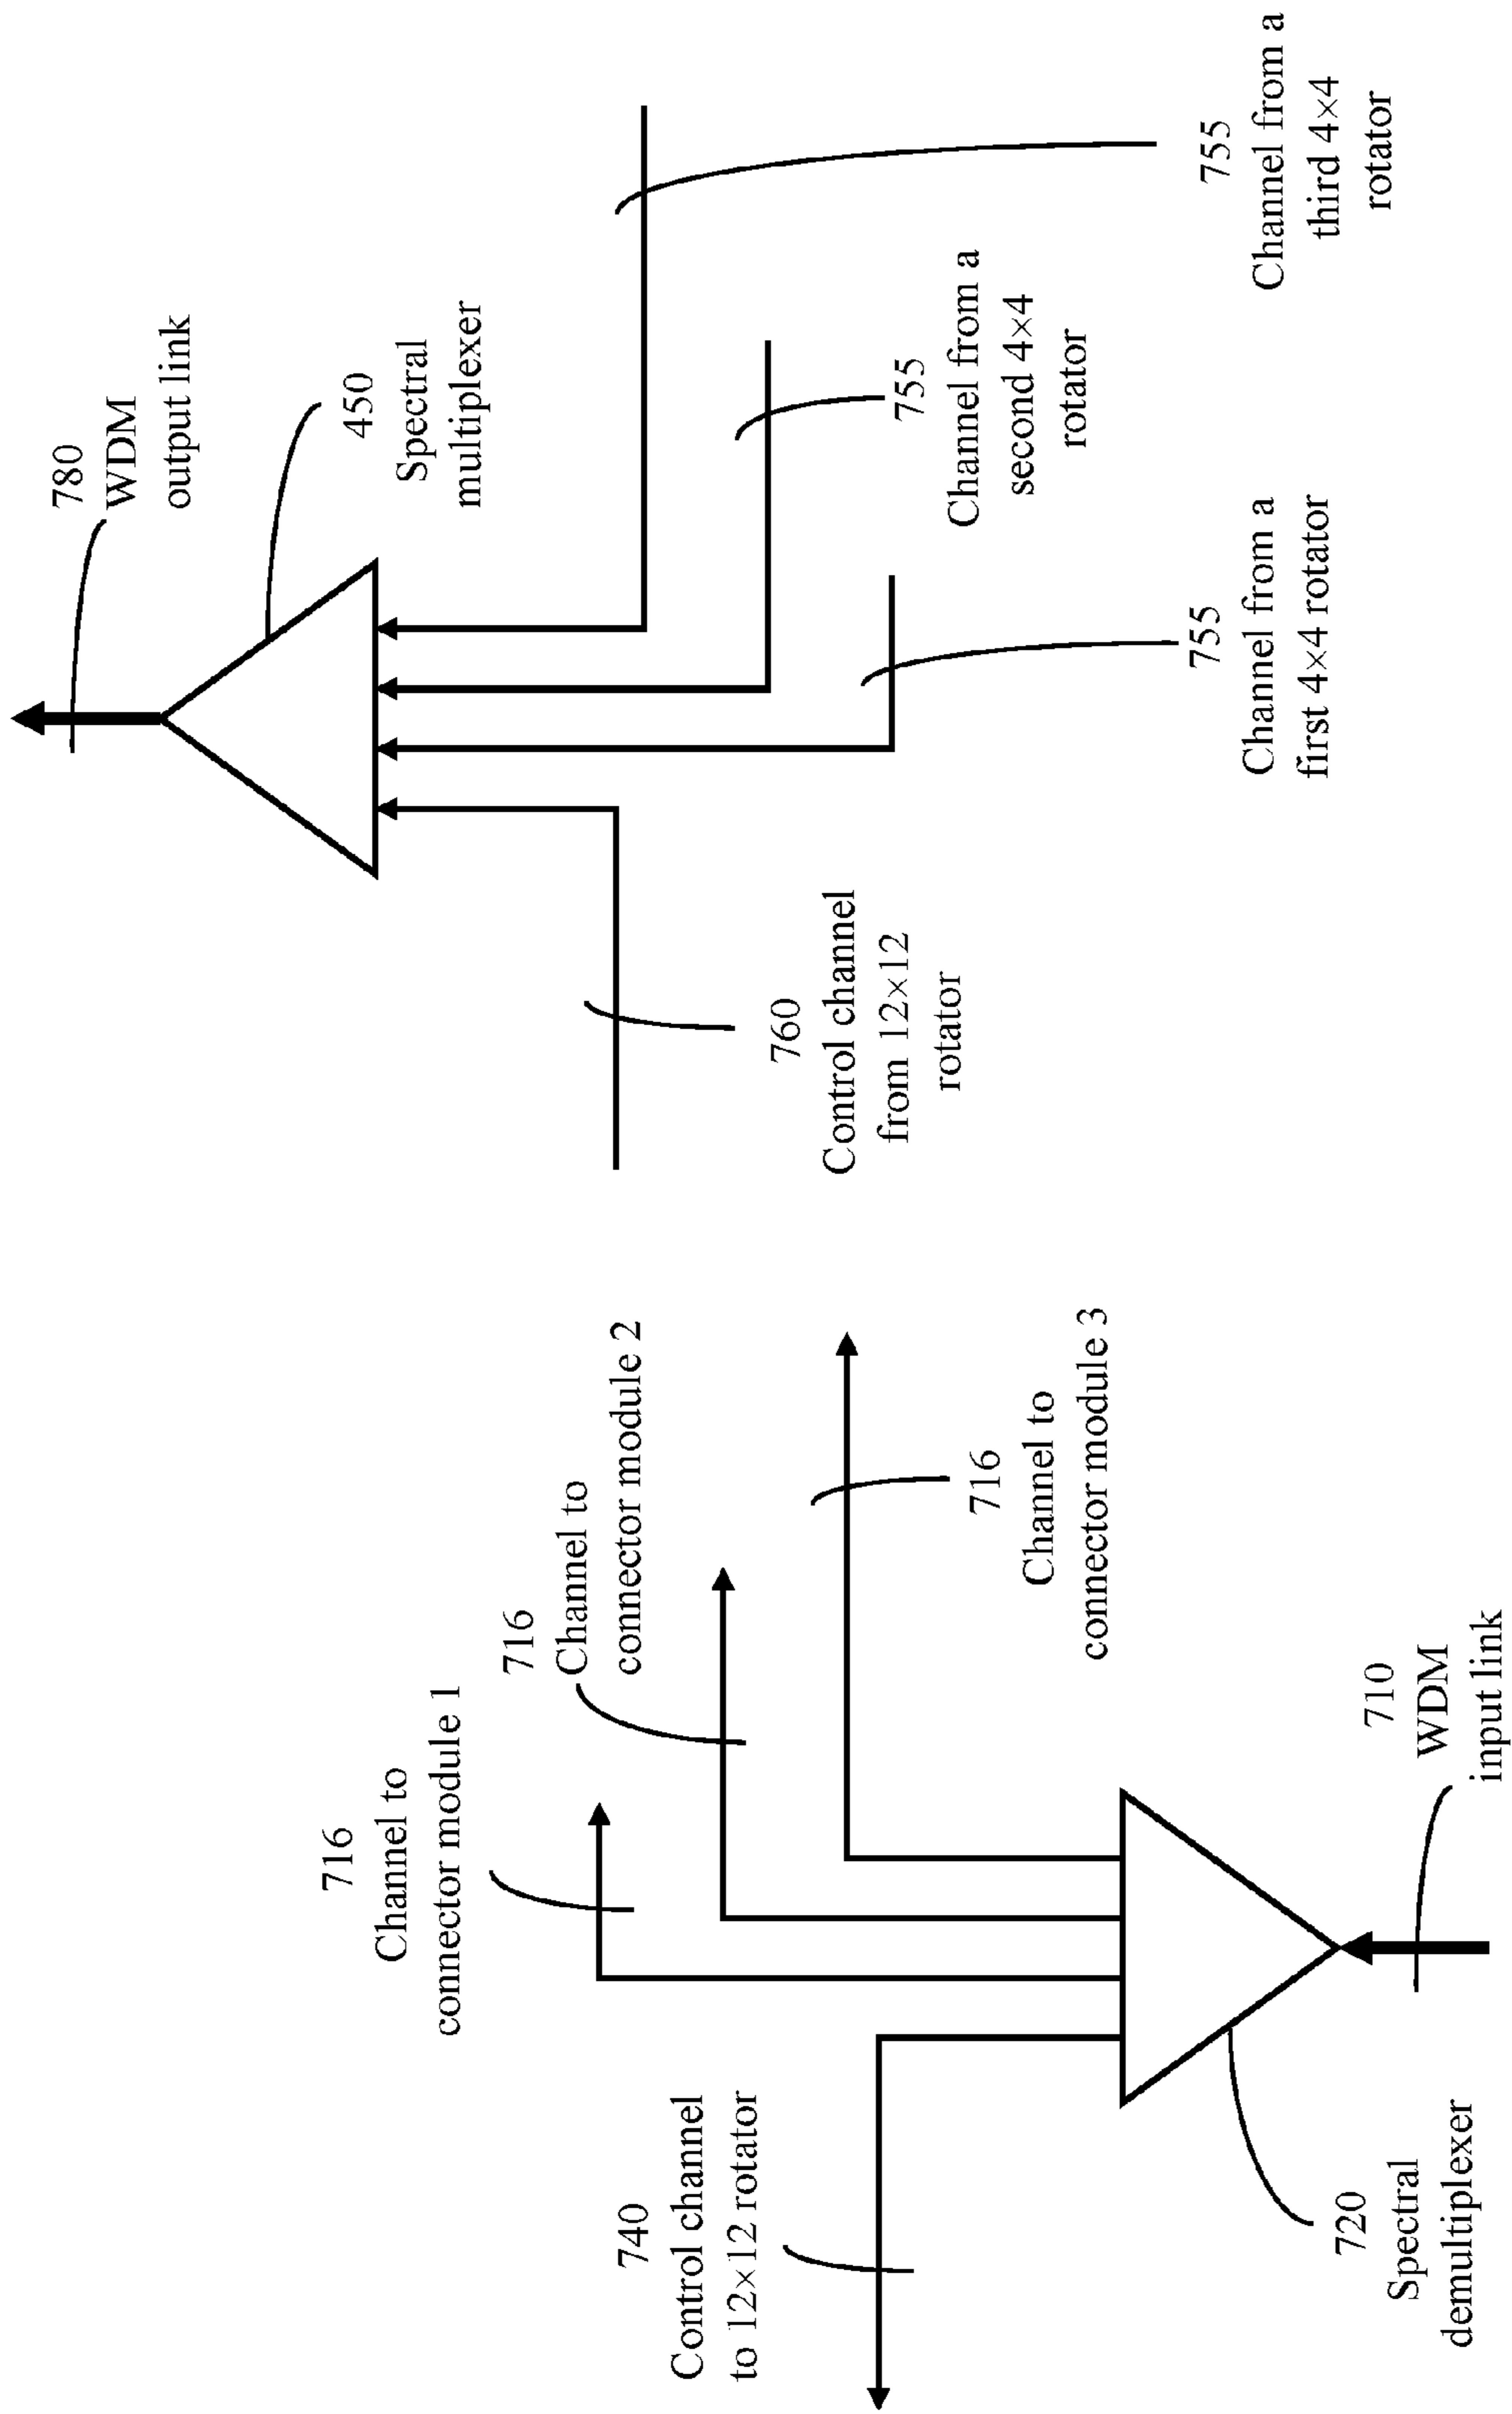 780
WDM
output link
450
Spectral
multiplexer
760
Control channel
from 12×12
rotator
755
Channel from a
first 4×4 rotator
755
Channel from a
second 4×4
rotator
755
Channel from a
third 4×4
rotator
716
Channel to
connector module 1
716
Channel to
connector module 2
716
Channel to
connector module 3
740
Control channel
to 12×12 rotator
720
Spectral
demultiplexer
710
WDM
input link